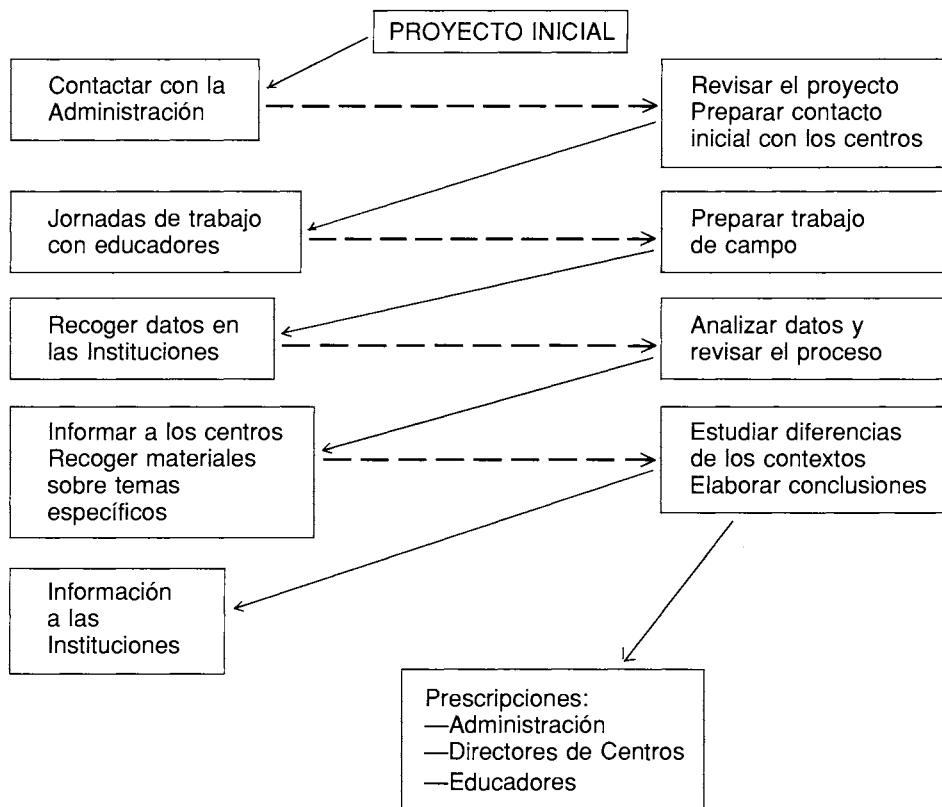 PROYECTO INICIAL
Contactar con la
Administración
Revisar el proyecto
Preparar contacto
inicial con los centros
Jornadas de trabajo
con educadores
Preparar trabajo
de campo
Recoger datos en
las Instituciones
Analizar datos y
revisar el proceso
Informar a los centros
Recoger materiales
sobre temas
específicos
Estudiar diferencias
de los contextos
Elaborar conclusiones
Información
a las
Instituciones
Prescripciones:
—Administración
—Directores de Centros
—Educadores